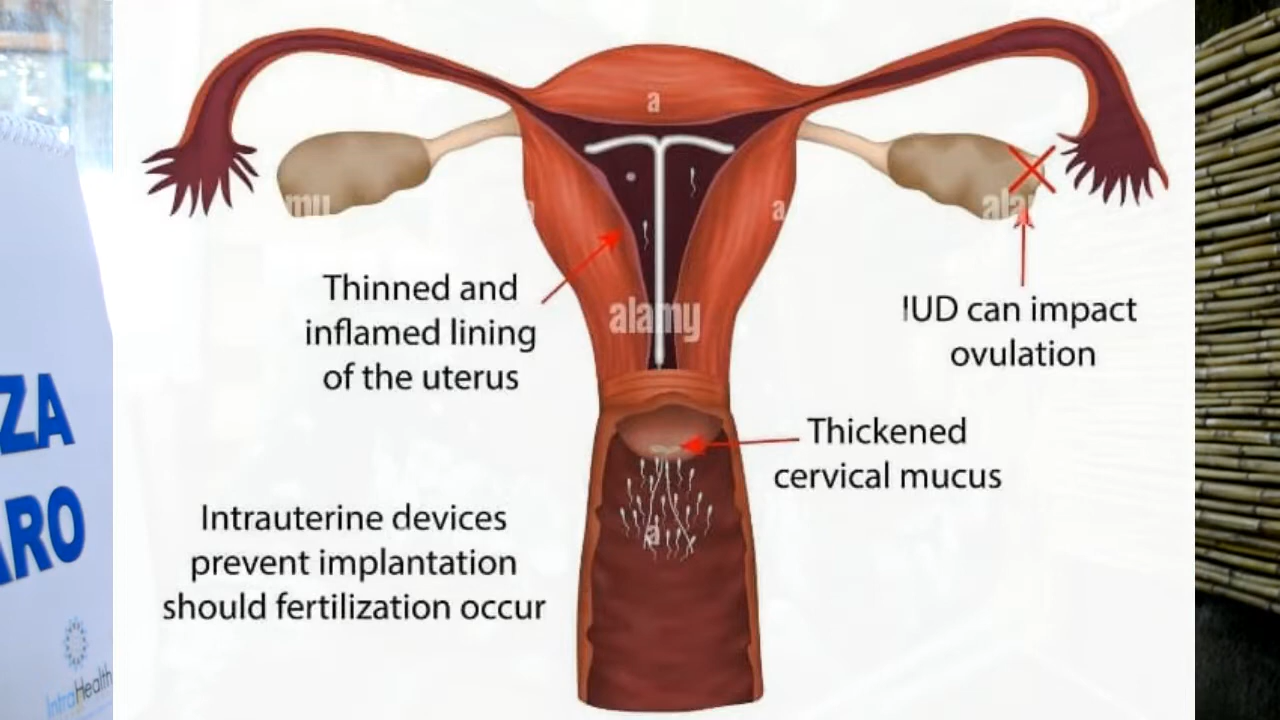 ZA
ARO
IntraHealth
Thinned and
inflamed lining
of the uterus
IUD can impact
ovulation
Thickened
cervical mucus
Intrauterine devices
prevent implantation
should fertilization occur
a
a
alamy
a